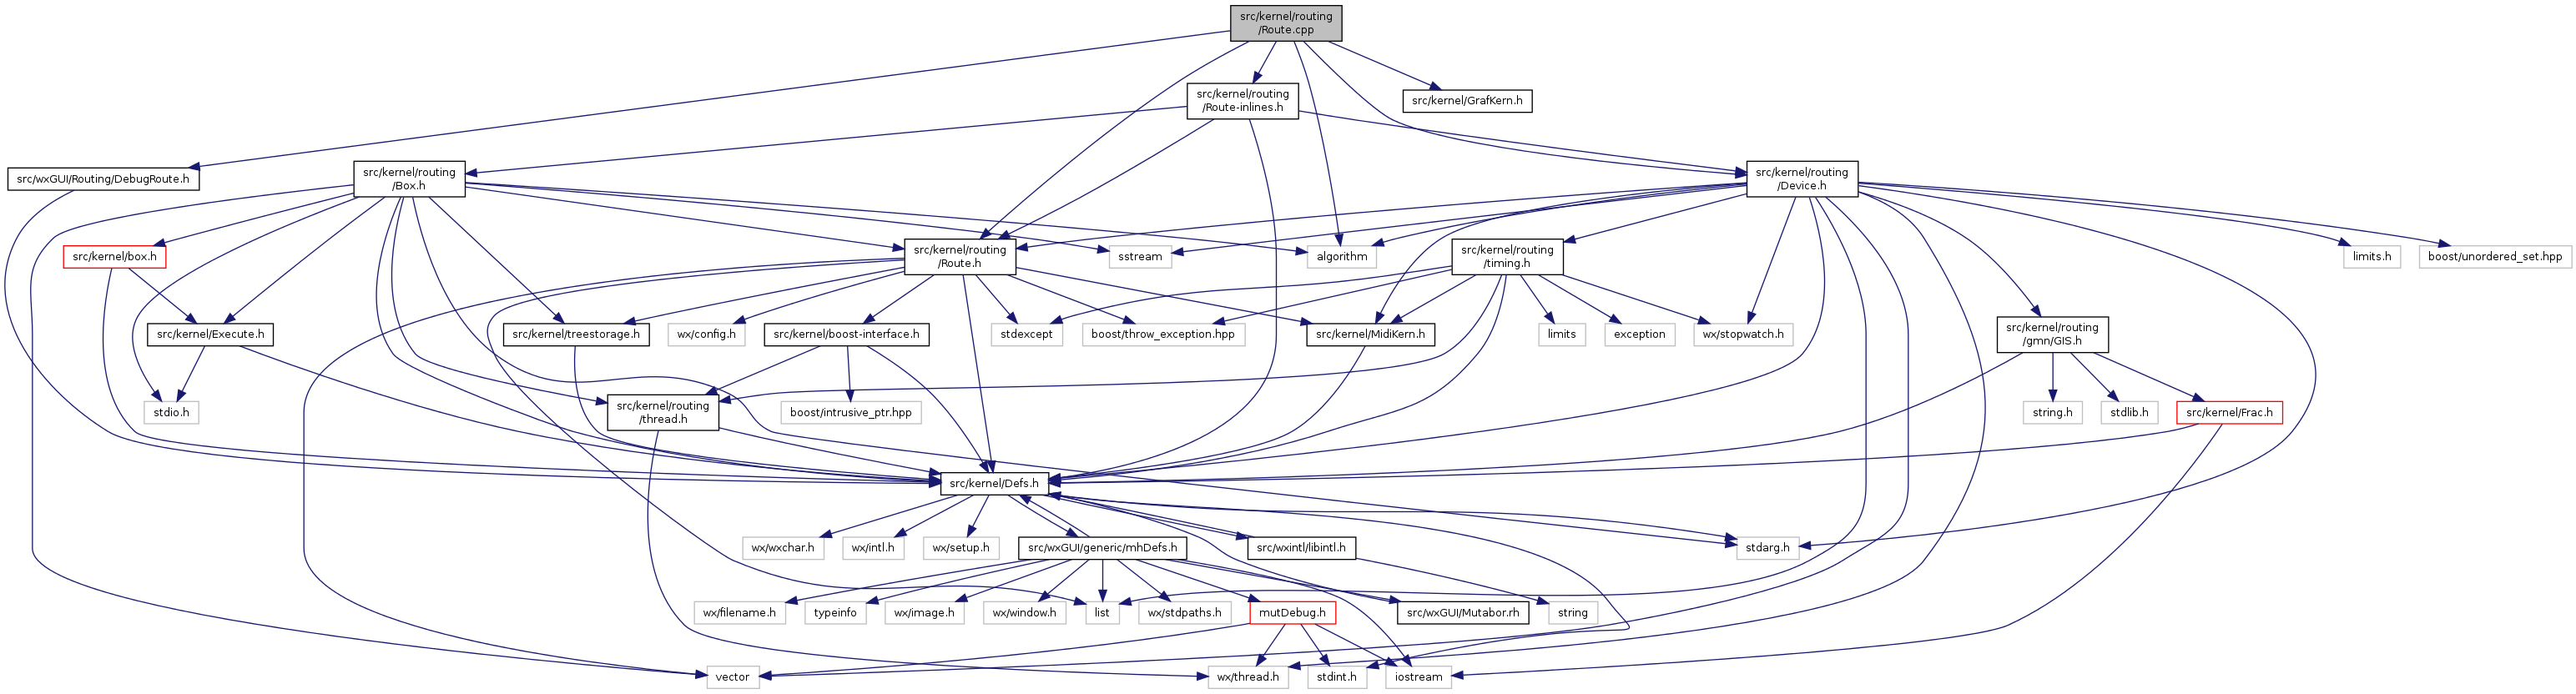 src/kernel/routing
/Route.cpp
src/kernel/routing
/Route-inlines.h
src/kernel/GrafKern.h
src/wxGUI/Routing/DebugRoute.h
src/kernel/routing
/Box.h
src/kernel/routing
/Device.h
src/kernel/box.h
src/kernel/routing
/Route.h
sstream
algorithm
src/kernel/routing
/timing.h
limits.h
boost/unordered_set.hpp
src/kernel/Execute.h
src/kernel/treestorage.h
wx/config.h
src/kernel/boost-interface.h
stdexcept
boost/throw_exception.hpp
src/kernel/MidiKern.h
limits
exception
wx/stopwatch.h
src/kernel/routing
/gmn/GIS.h
stdio.h
src/kernel/routing
/thread.h
boost/intrusive_ptr.hpp
string.h
stdlib.h
src/kernel/Frac.h
src/kernel/Defs.h
wx/wxchar.h
wx/intl.h
wx/setup.h
src/wxGUI/generic/mhDefs.h
src/wxintl/libintl.h
stdarg.h
wx/filename.h
typeinfo
wx/image.h
wx/window.h
list
wx/stdpaths.h
mutDebug.h
src/wxGUI/Mutabor.rh
string
vector
wx/thread.h
stdint.h
iostream